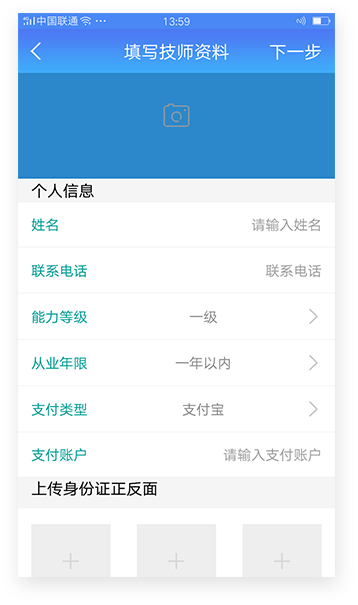 中国联通 13:59
填写技师资料 下一步
个人信息
姓名 请输入姓名
联系电话 联系电话
能力等级 一级
从业年限 一年以内
支付类型 支付宝
支付账户 请输入支付账户
上传身份证正反面